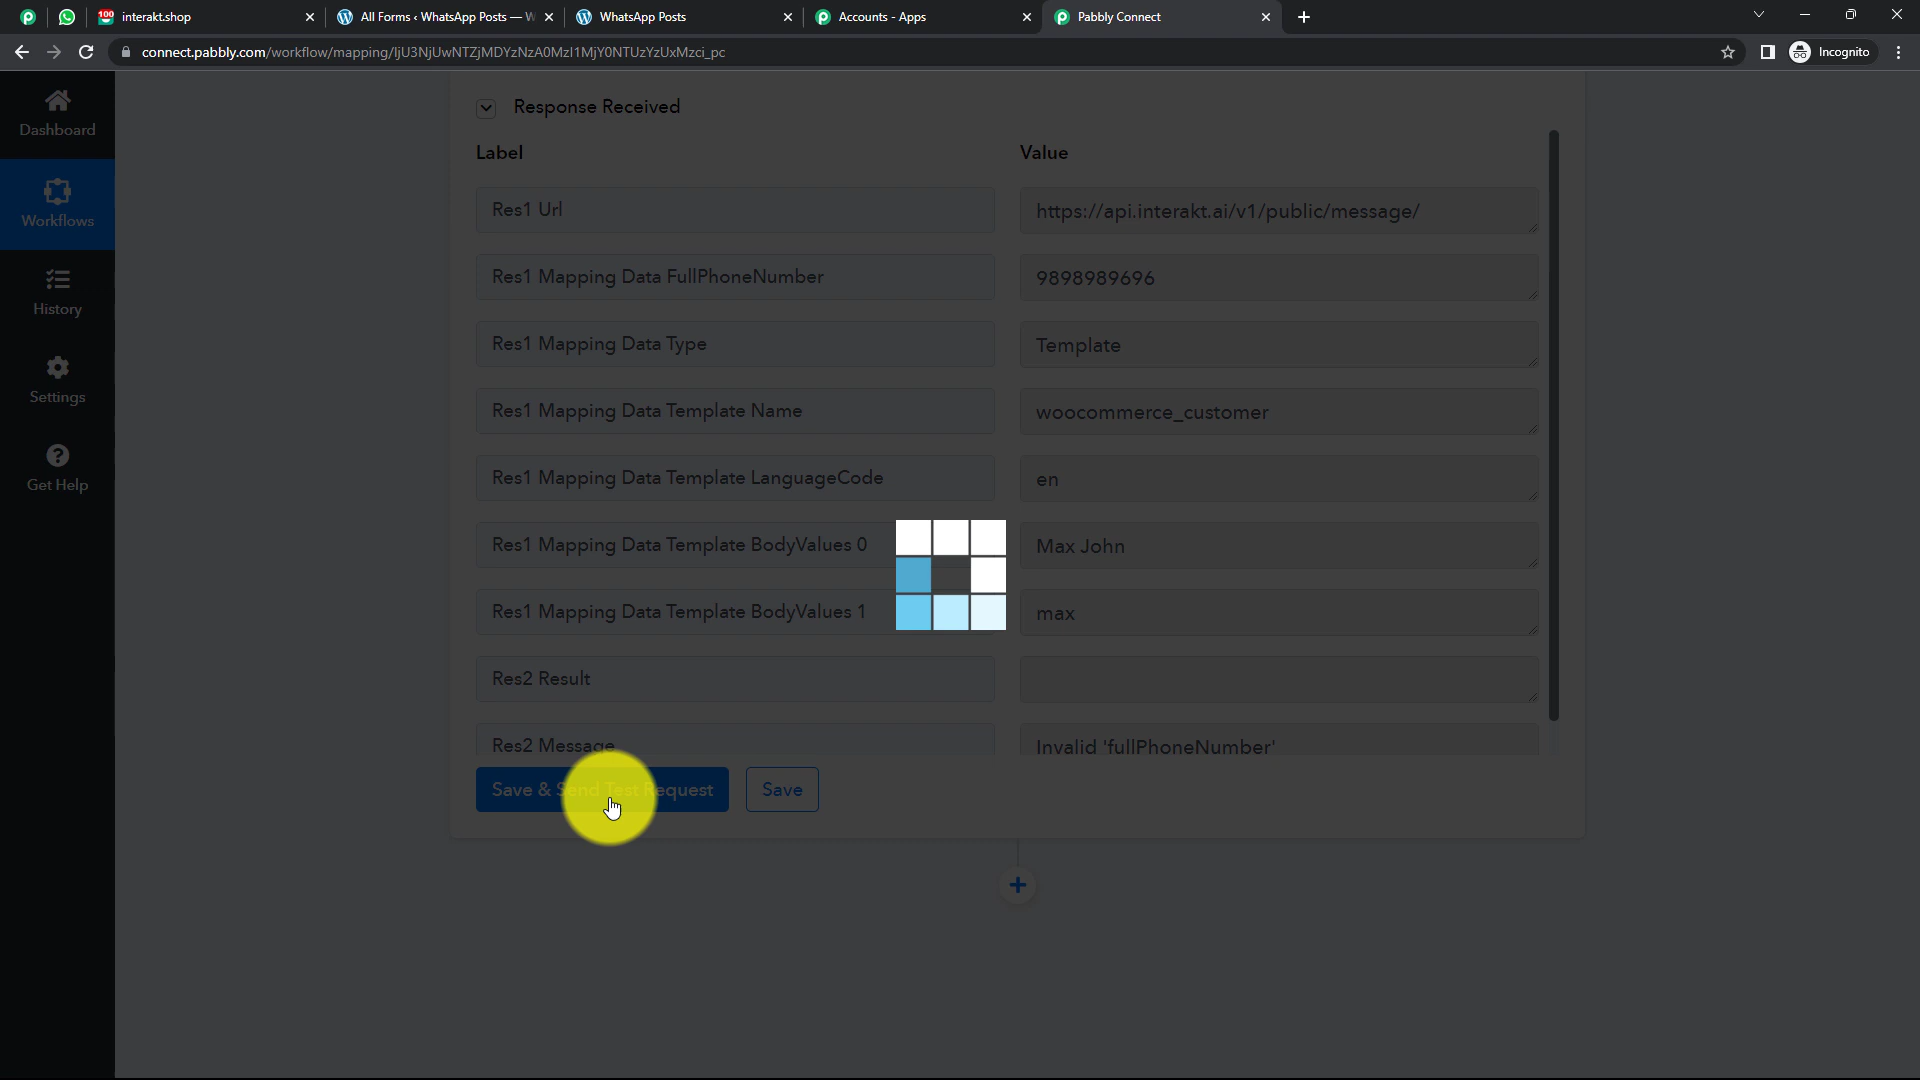 interakt.shop
All Forms ‹ WhatsApp Posts — W
WhatsApp Posts
Accounts - Apps
Pabbly Connect
connect.pabbly.com/workflow/mapping/IjU3NjUwNTZjMDYzNzA0MzI1MjY0NTUzYzUxMzci_pc
Incognito
Dashboard
Workflows
History
Settings
Get Help
Response Received
Label
Value
Res1 Url
https://api.interakt.ai/v1/public/message/
Res1 Mapping Data FullPhoneNumber
9898989696
Res1 Mapping Data Type
Template
Res1 Mapping Data Template Name
woocommerce_customer
Res1 Mapping Data Template LanguageCode
en
Res1 Mapping Data Template BodyValues 0
Max John
Res1 Mapping Data Template BodyValues 1
max
Res2 Result
Res2 Message
Invalid 'fullPhoneNumber'
Save & Send Test Request
Save